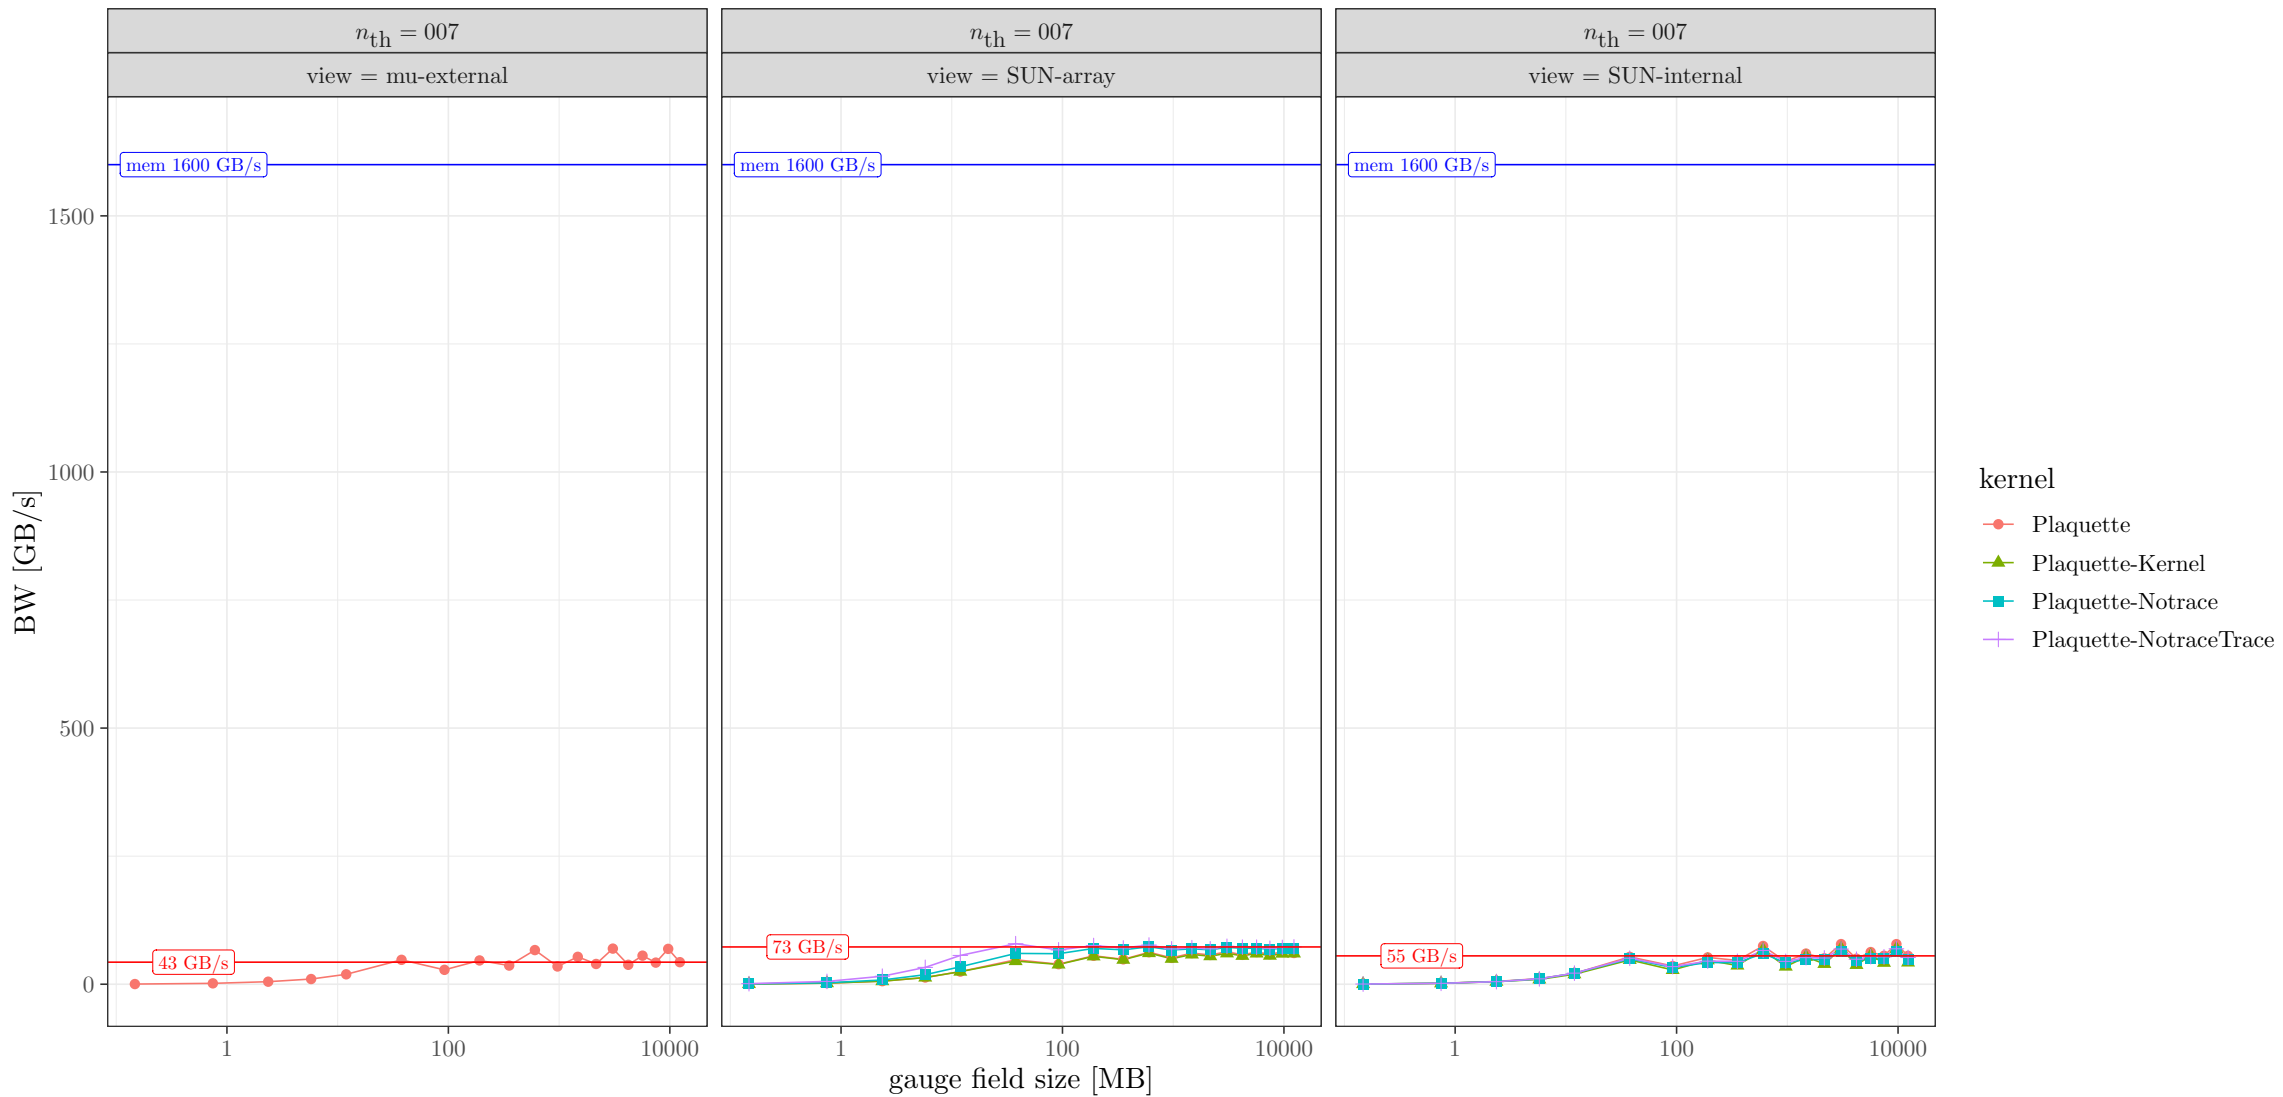 n_th = 007
n_th = 007
n_th = 007
view = mu-external
view = SUN-array
view = SUN-internal
mem 1600 GB/s
mem 1600 GB/s
mem 1600 GB/s
1500
1000
500
0
BW [GB/s]
43 GB/s
73 GB/s
55 GB/s
1
100
10000
1
100
10000
1
100
10000
gauge field size [MB]
kernel
Plaquette
Plaquette-Kernel
Plaquette-Notrace
Plaquette-NotraceTrace